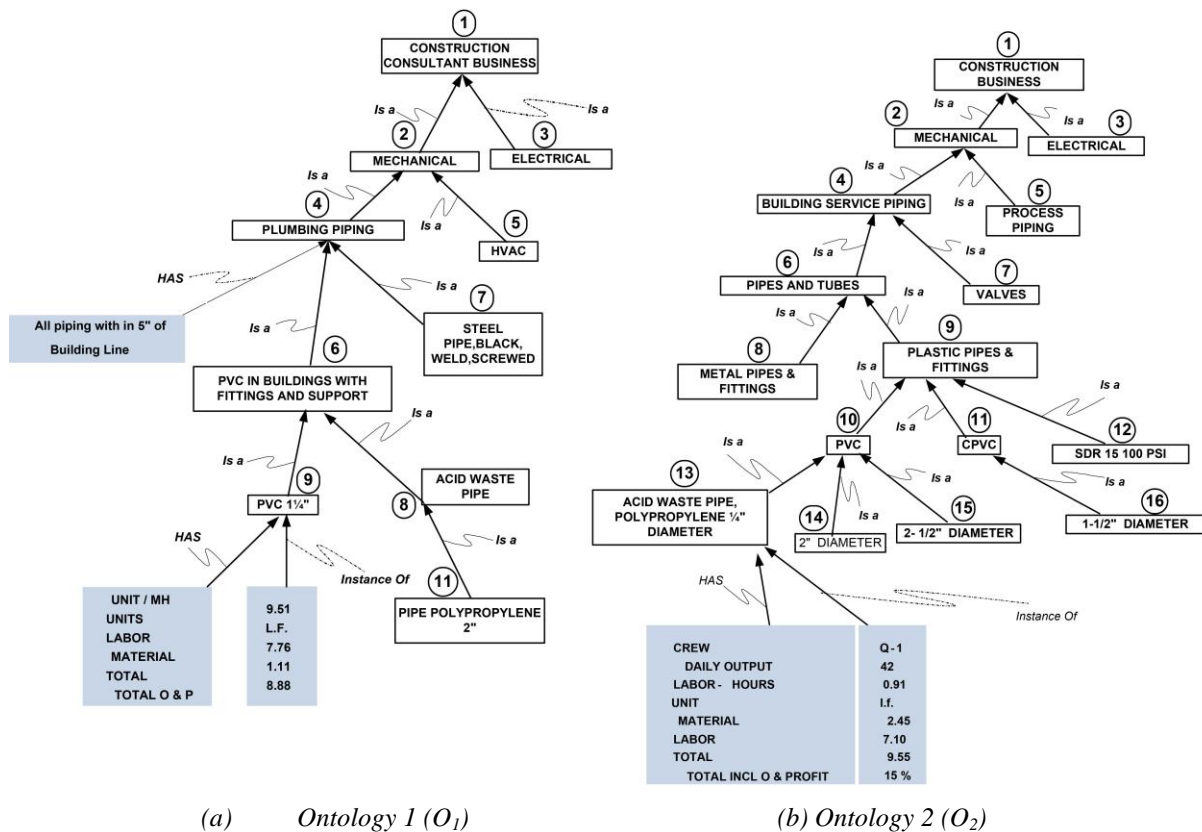 1
CONSTRUCTION
CONSULTANT BUSINESS
Is a
Is a
2
3
MECHANICAL
ELECTRICAL
Is a
Is a
4
5
PLUMBING PIPING
HVAC
HAS
Is a
7
All piping with in 5" of
Building Line
STEEL
PIPE,BLACK,
WELD,SCREWED
Is a
6
PVC IN BUILDINGS WITH
FITTINGS AND SUPPORT
Is a
Is a
9
PVC 1¼"
8
ACID WASTE
PIPE
HAS
Is a
Instance Of
11
PIPE POLYPROPYLENE
2"
UNIT / MH
UNITS
LABOR
MATERIAL
TOTAL
TOTAL O & P
9.51
L.F.
7.76
1.11
8.88
(a) Ontology 1 (O1)
1
CONSTRUCTION
BUSINESS
Is a
Is a
2
3
MECHANICAL
ELECTRICAL
Is a
Is a
4
5
BUILDING SERVICE PIPING
PROCESS
PIPING
Is a
Is a
6
7
PIPES AND TUBES
VALVES
Is a
Is a
8
9
METAL PIPES &
FITTINGS
PLASTIC PIPES &
FITTINGS
Is a
Is a
Is a
10
11
12
PVC
CPVC
SDR 15 100 PSI
Is a
Is a
Is a
Is a
13
ACID WASTE PIPE,
POLYPROPYLENE ¼"
DIAMETER
14
2" DIAMETER
15
2- 1/2" DIAMETER
16
1-1/2" DIAMETER
HAS
Instance Of
CREW
DAILY OUTPUT
LABOR - HOURS
UNIT
MATERIAL
LABOR
TOTAL
TOTAL INCL O & PROFIT
Q-1
42
0.91
l.f.
2.45
7.10
9.55
15 %
(b) Ontology 2 (O2)